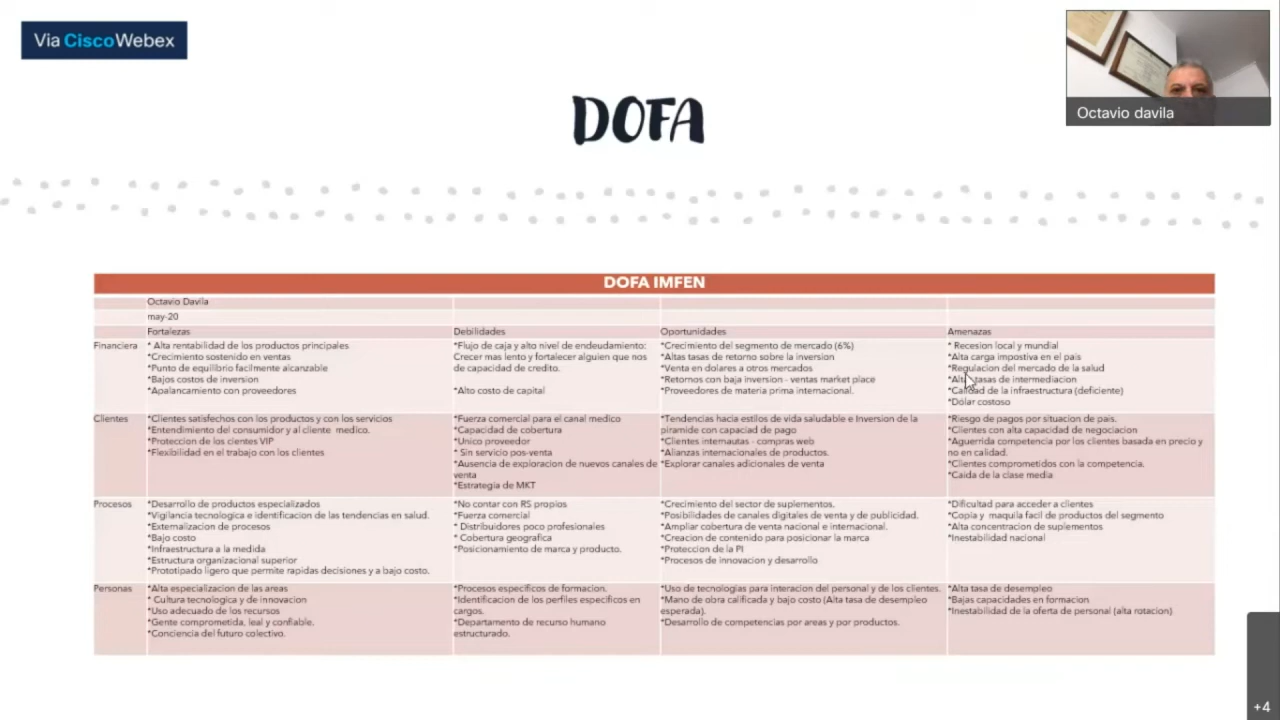 Via CiscoWebex
Octavio davila
DOFA
DOFA IMFEN
Octavio Davila
may-20
Fortalezas
Debilidades
Oportunidades
Amenazas
Financiera
* Alta rentabilidad de los productos principales
*Crecimiento sostenido en ventas
*Punto de equilibrio facilmente alcanzable
*Bajos costos de inversion
*Apalancamiento con proveedores
*Flujo de caja y alto nivel de endeudamiento:
Crecer mas lento y fortalecer alguien que nos
de capacidad de credito.
*Alto costo de capital
*Crecimiento del segmento de mercado (6%)
*Altas tasas de retorno sobre la inversion
*Venta en dolares a otros mercados
*Retornos con baja inversion - ventas market place
*Proveedores de materia prima internacional.
* Recesion local y mundial
*Alta carga impostiva en el pais
*Regulacion del mercado de la salud
*Altas tasas de intermediacion
*Calidad de la infraestructura (deficiente)
*Dolar costoso
Clientes
*Clientes satisfechos con los productos y con los servicios
*Entendimiento del consumidor y al cliente medico.
*Proteccion de los cientes VIP
*Flexibilidad en el trabajo con los clientes
*Fuerza comercial para el canal medico
*Capacidad de cobertura
*Unico proveedor
* Sin servicio pos-venta
*Ausencia de exploracion de nuevos canales de
venta
*Estrategia de MKT
*Tendencias hacia estilos de vida saludable e Inversion de la
piramide con capaciad de pago
*Clientes internautas - compras web
*Alianzas internacionales de productos.
*Explorar canales adicionales de venta
*Riesgo de pagos por situacion de pais.
*Clientes con alta capacidad de negociacion
*Aguerrida competencia por los clientes basada en precio y
no en calidad.
*Clientes comprometidos con la competencia.
*Caida de la clase media
Procesos
*Desarrollo de productos especializados
*Vigilancia tecnologica e identificacion de las tendencias en salud.
*Externalizacion de procesos
*Bajo costo
*Infraestructura a la medida
*Estructura organizacional superior
*Prototipado ligero que permite rapidas decisiones y a bajo costo.
*No contar con RS propios
*Fuerza comercial
* Distribuidores poco profesionales
* Cobertura geografica
*Posicionamiento de marca y producto.
*Crecimiento del sector de suplementos.
*Posibilidades de canales digitales de venta y de publicidad.
*Ampliar cobertura de venta nacional e internacional.
*Creacion de contenido para posicionar la marca
*Proteccion de la PI
*Procesos de innovacion y desarrollo
*Dificultad para acceder a clientes
*Copia y maquila facil de productos del segmento
*Alta concentracion de suplementos
*Inestabilidad nacional
Personas
*Alta especializacion de las areas
* Cultura tecnologica y de innovacion
*Uso adecuado de los recursos
*Gente comprometida, leal y confiable.
*Conciencia del futuro colectivo.
*Procesos especificos de formacion.
*Identificacion de los perfiles especificos en
cargos.
*Departamento de recurso humano
estructurado.
*Uso de tecnologias para interacion del personal y de los clientes.
*Mano de obra calificada y bajo costo (Alta tasa de desempleo
esperada).
*Desarrollo de competencias por areas y por productos.
*Alta tasa de desempleo
*Bajas capacidades en formacion
*Inestabilidad de la oferta de personal (alta rotacion)
+4